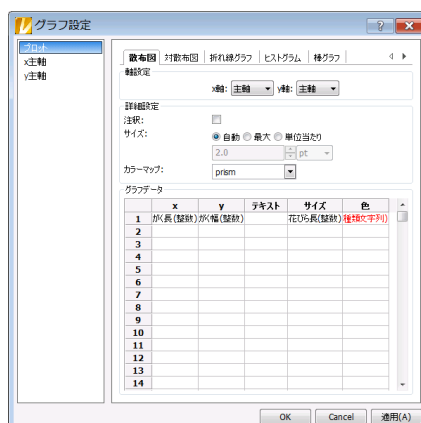 グラフ設定
プロット
x主軸
y主軸
散布図 対散布図 折れ線グラフ ヒストグラム 棒グラフ
軸設定
x軸: 主軸 y軸: 主軸
詳細設定
注釈:
サイズ: 自動 最大 単位当たり
2.0 pt
カラーマップ: prism
グラフデータ
x y テキスト サイズ 色
1 がく長(整数) がく幅(整数) 花びら長(整数) 種類文字列)
2
3
4
5
6
7
8
9
10
11
12
13
14
OK Cancel 適用(A)